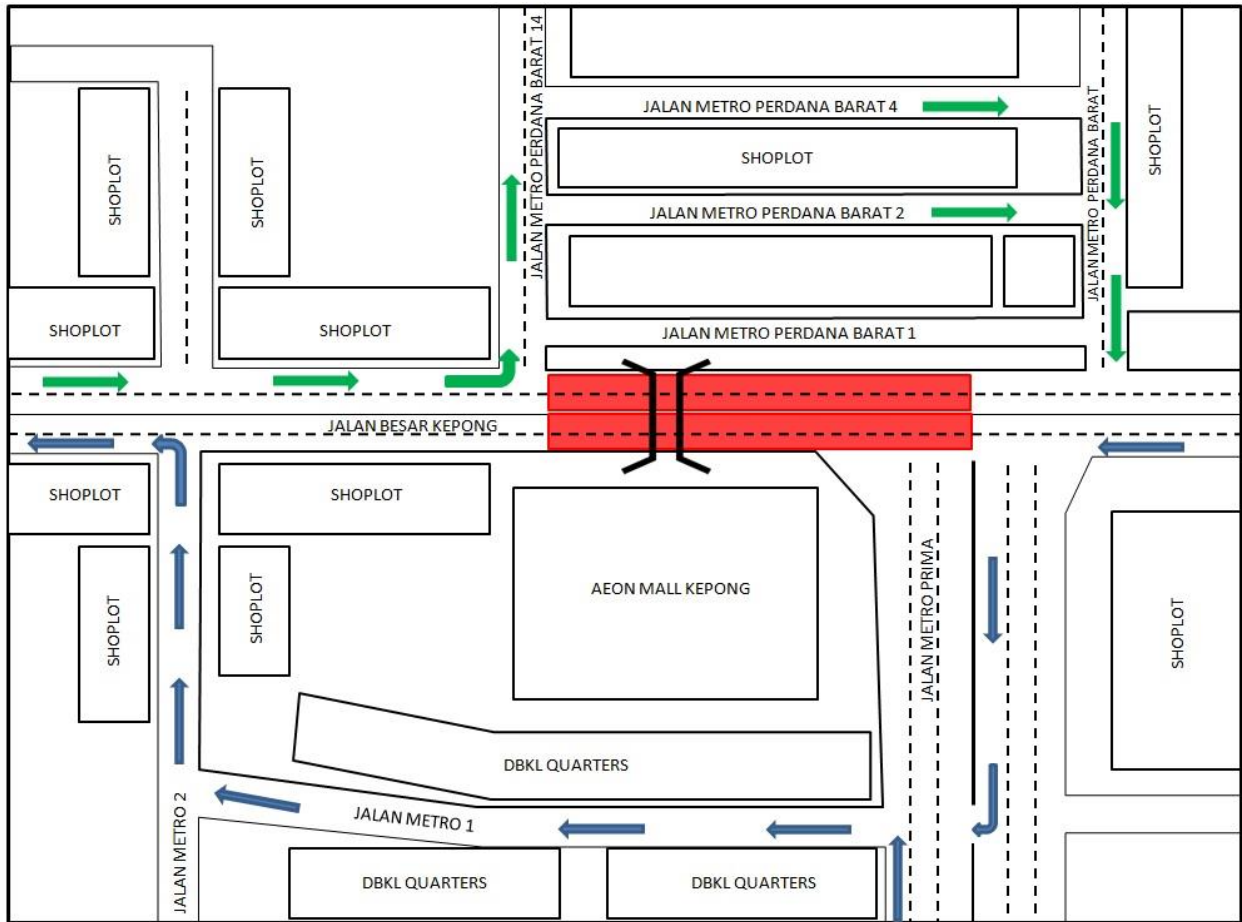 JALAN METRO PERDANA BARAT 14
JALAN METRO PERDANA BARAT 4
JALAN METRO PERDANA BARAT
SHOPLOT
SHOPLOT
SHOPLOT
SHOPLOT
JALAN METRO PERDANA BARAT 2
SHOPLOT
SHOPLOT
JALAN METRO PERDANA BARAT 1
JALAN BESAR KEPONG
SHOPLOT
SHOPLOT
SHOPLOT
SHOPLOT
AEON MALL KEPONG
JALAN METRO PRIMA
SHOPLOT
DBKL QUARTERS
JALAN METRO 2
JALAN METRO 1
DBKL QUARTERS
DBKL QUARTERS